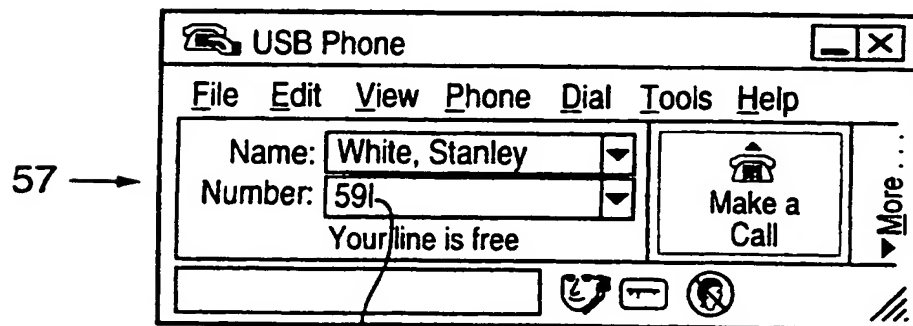 USB Phone
File Edit View Phone Dial Tools Help
Name: White, Stanley
Number: 591
Your line is free
Make a
Call
More...
57